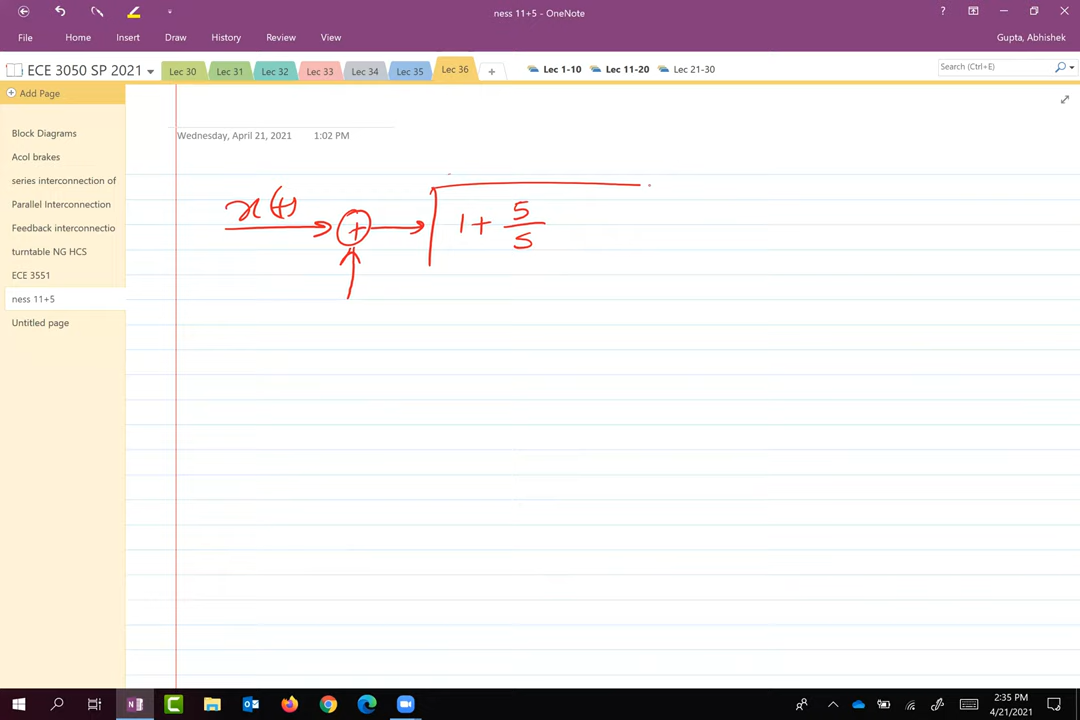 ness 11+5 - OneNote
?
File
Home
Insert
Draw
History
Review
View
Gupta, Abhishek
ECE 3050 SP 2021
Lec 30
Lec 31
Lec 32
Lec 33
Lec 34
Lec 35
Lec 36
Lec 1-10
Lec 11-20
Lec 21-30
Search (Ctrl+E)
Add Page
Block Diagrams
Acol brakes
series interconnection of
Parallel Interconnection
Feedback interconnectio
turntable NG HCS
ECE 3551
ness 11+5
Untitled page
Wednesday, April 21, 2021 1:02 PM
x(t)
+
1 + 5/s
2:35 PM
4/21/2021